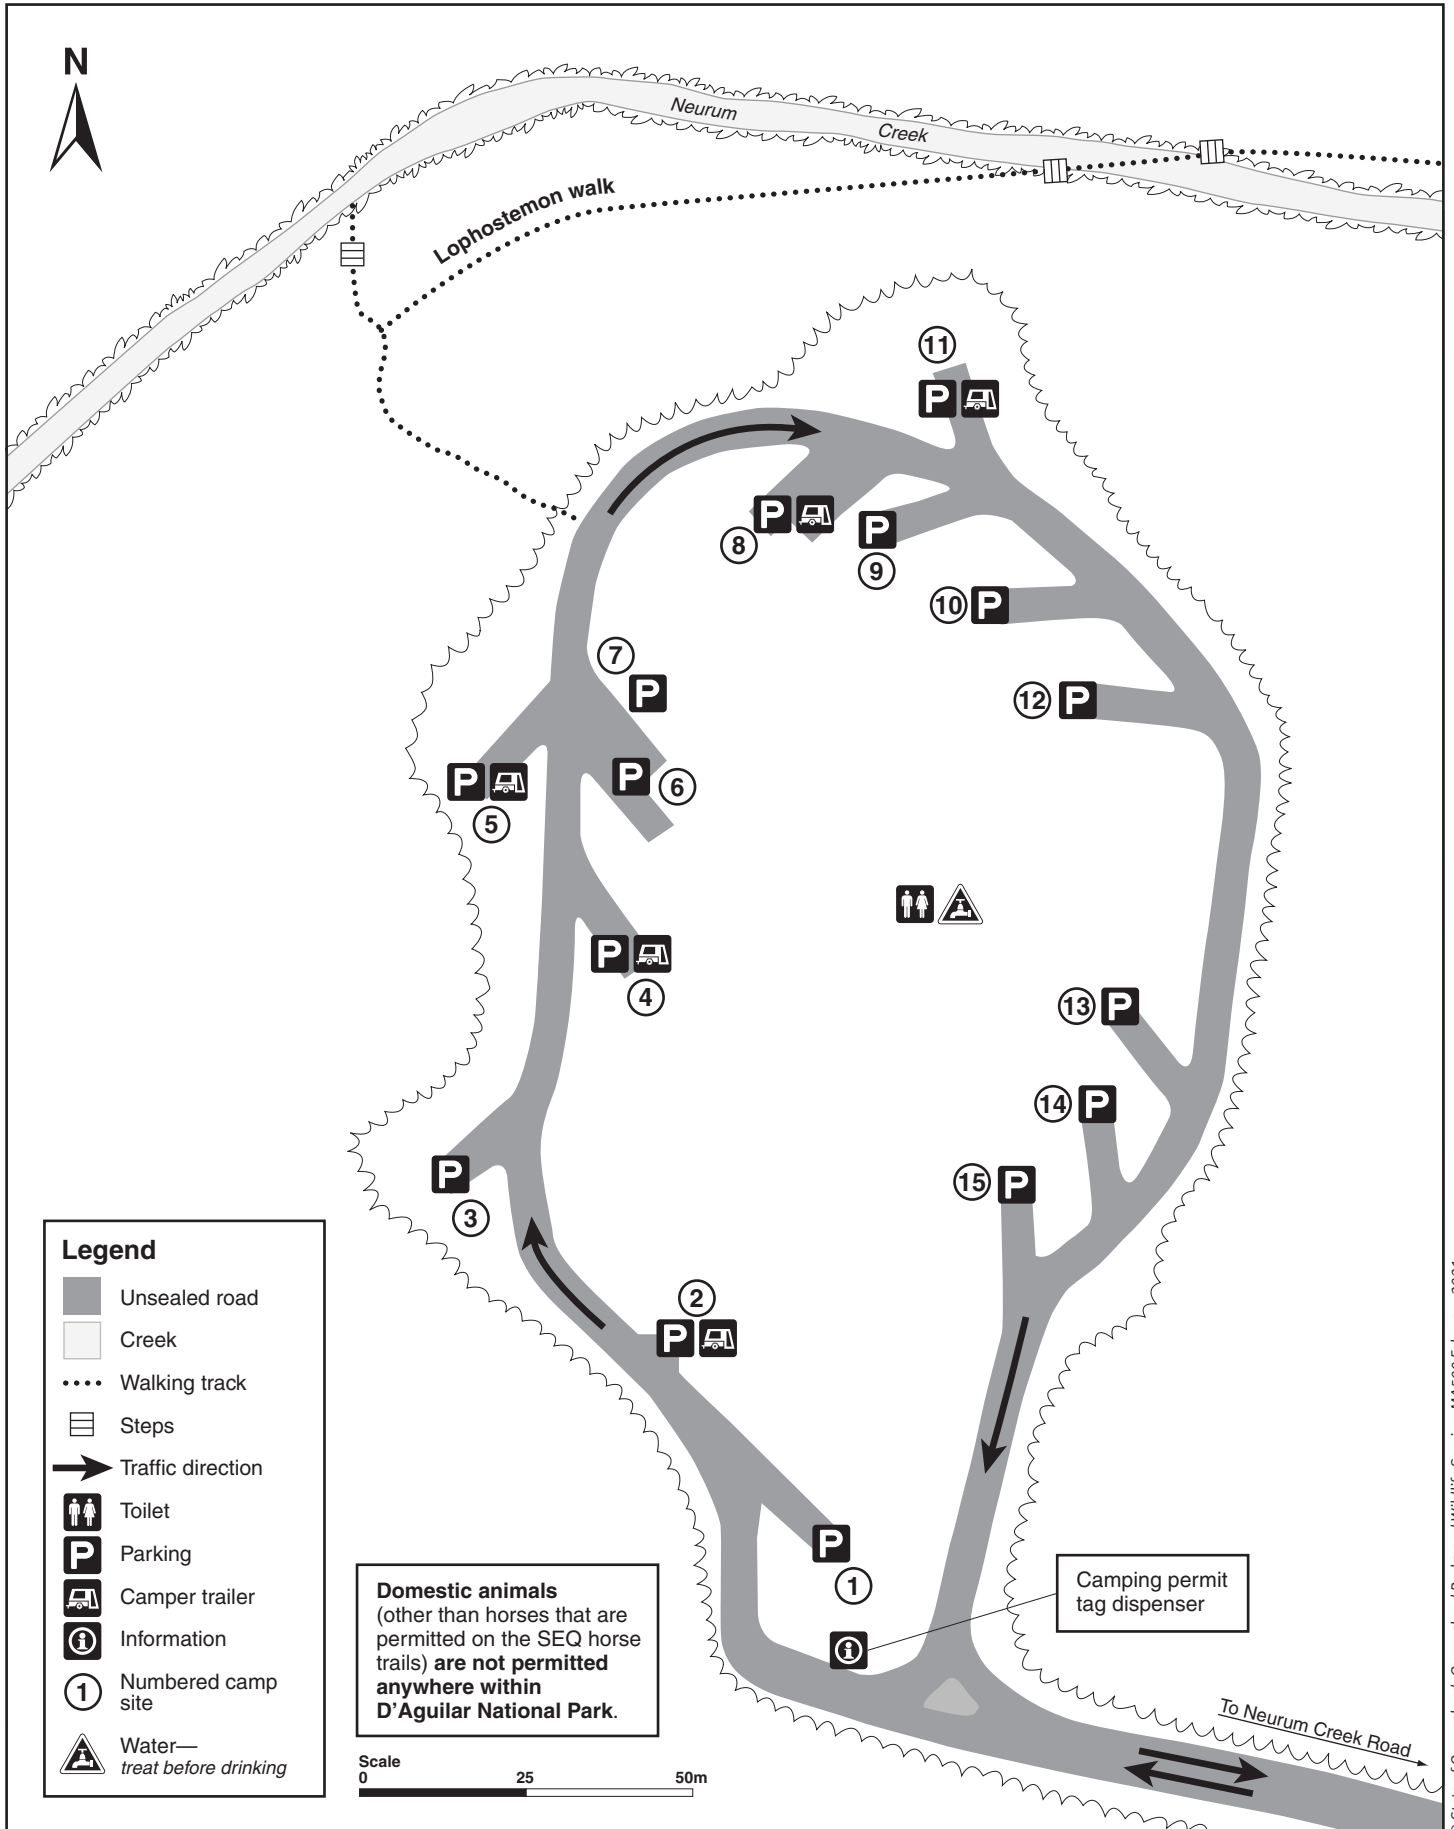 N
Neurum Creek
Lophostemon walk
11
P
P
8
P
9
10 P
7
P
12 P
P
5
P
6
P
4
13 P
14 P
15 P
P
3
2
P
P
1
Legend
Unsealed road
Creek
Walking track
Steps
Traffic direction
Toilet
P Parking
Camper trailer
i Information
1 Numbered camp
site
Water—
treat before drinking
Domestic animals
(other than horses that are
permitted on the SEQ horse
trails) are not permitted
anywhere within
D’Aguilar National Park.
Scale
0 25 50m
i
Camping permit
tag dispenser
To Neurum Creek Road